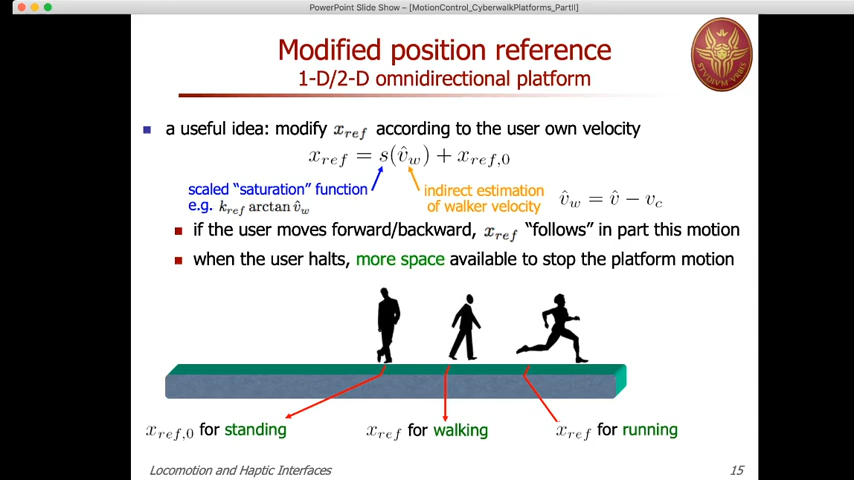 PowerPoint Slide Show - [MotionControl_CyberwalkPlatforms_PartII]
Modified position reference
1-D/2-D omnidirectional platform
a useful idea: modify x_ref according to the user own velocity
x_ref = s(v̂_w) + x_ref,0
scaled "saturation" function
e.g. k_ref arctan v̂_w
indirect estimation
of walker velocity
v̂_w = v̂ − v_c
if the user moves forward/backward, x_ref "follows" in part this motion
when the user halts, more space available to stop the platform motion
x_ref,0 for standing
x_ref for walking
x_ref for running
Locomotion and Haptic Interfaces
15